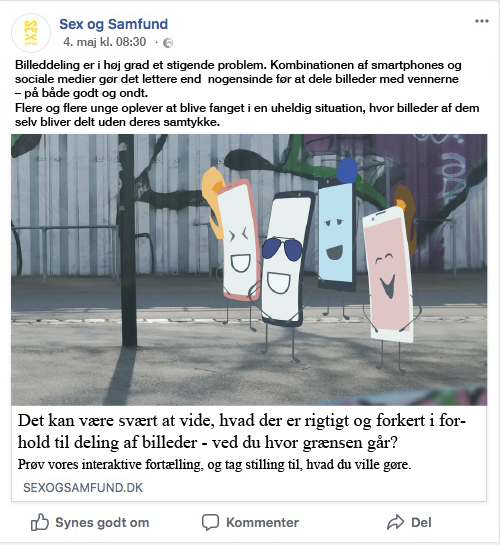 SEX
Sex og Samfund
4. maj kl. 08:30 ·
Billeddeling er i høj grad et stigende problem. Kombinationen af smartphones og
sociale medier gør det lettere end nogensinde før at dele billeder med vennerne
– på både godt og ondt.
Flere og flere unge oplever at blive fanget i en uheldig situation, hvor billeder af dem
selv bliver delt uden deres samtykke.
Det kan være svært at vide, hvad der er rigtigt og forkert i for-
hold til deling af billeder - ved du hvor grænsen går?
Prøv vores interaktive fortælling, og tag stilling til, hvad du ville gøre.
SEXOGSAMFUND.DK
Synes godt om
Kommenter
Del